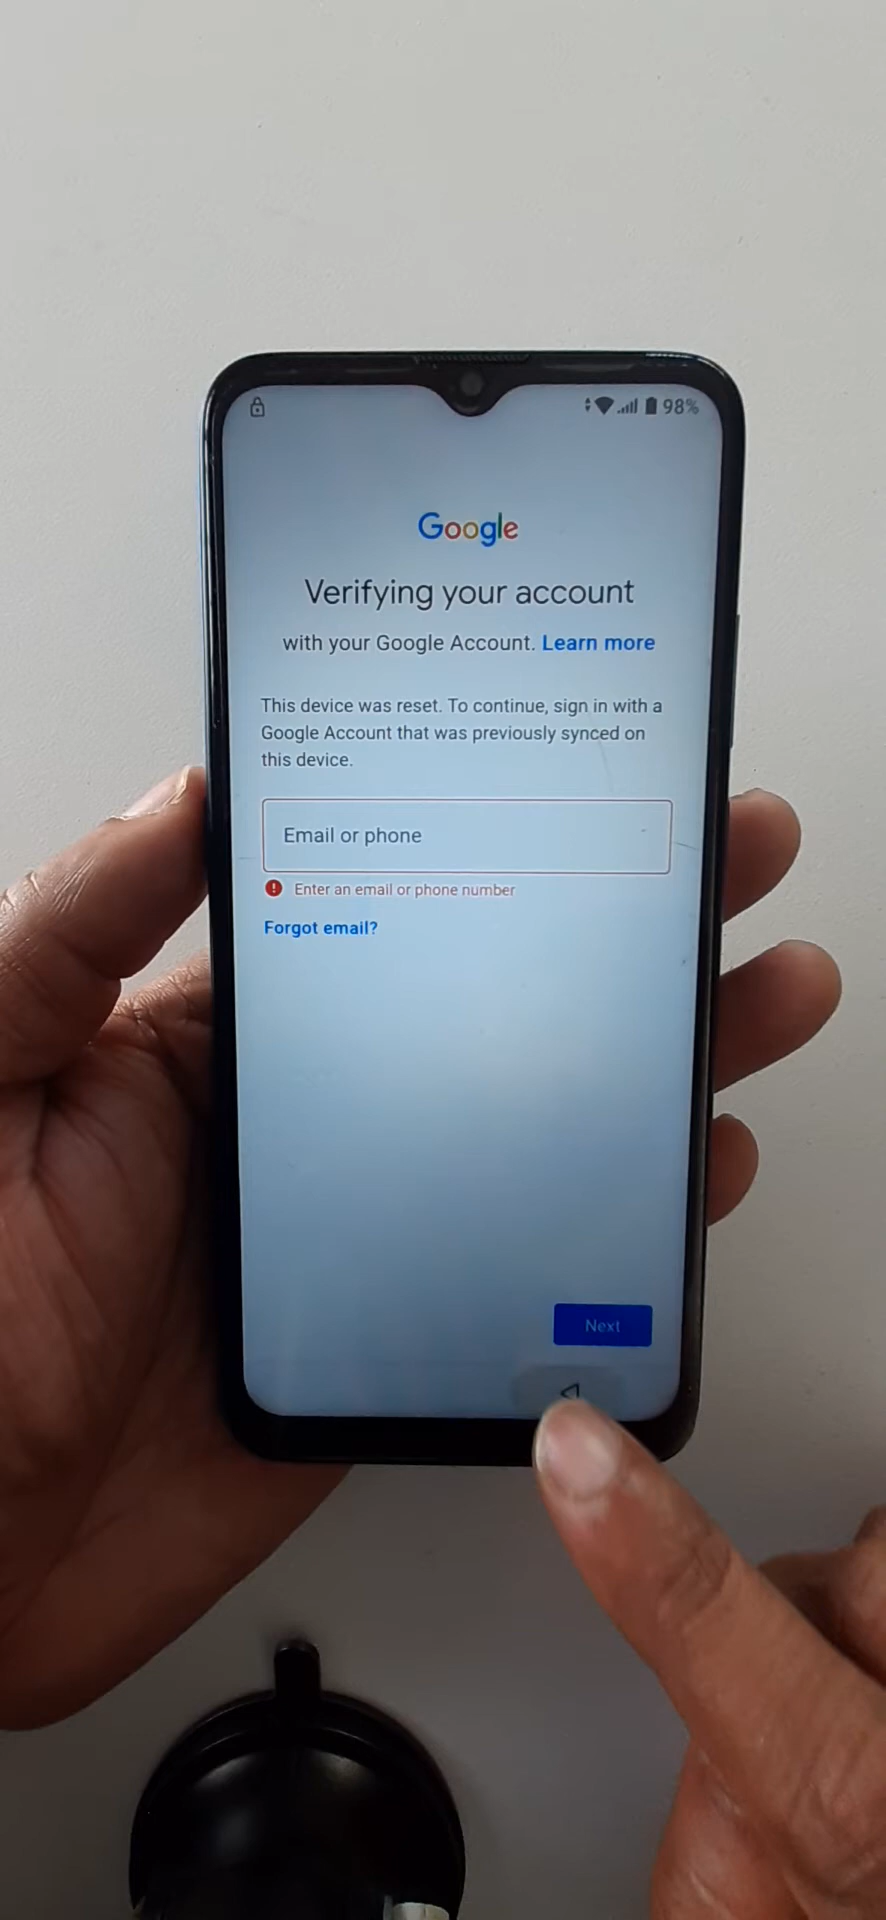 98%
Google
Verifying your account
with your Google Account. Learn more
This device was reset. To continue, sign in with a
Google Account that was previously synced on
this device.
Email or phone
Enter an email or phone number
Forgot email?
Next